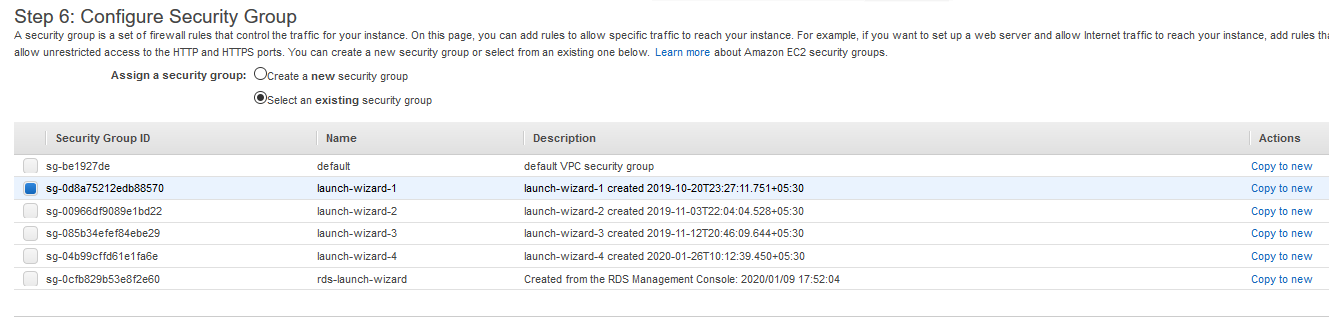 Step 6: Configure Security Group
A security group is a set of firewall rules that control the traffic for your instance. On this page, you can add rules to allow specific traffic to reach your instance. For example, if you want to set up a web server and allow Internet traffic to reach your instance, add rules
allow unrestricted access to the HTTP and HTTPS ports. You can create a new security group or select from an existing one below. Learn more about Amazon EC2 security groups.
Assign a security group: Create a new security group
Select an existing security group
Security Group ID Name Description Actions
sg-be1927de default default VPC security group Copy to new
sg-0d8a75212edb88570 launch-wizard-1 launch-wizard-1 created 2019-10-20T23:27:11.751+05:30 Copy to new
sg-00966df9089e1bd22 launch-wizard-2 launch-wizard-2 created 2019-11-03T22:04:04.528+05:30 Copy to new
sg-085b34efef84ebe29 launch-wizard-3 launch-wizard-3 created 2019-11-12T20:46:09.644+05:30 Copy to new
sg-04b99cffd61e1fa6e launch-wizard-4 launch-wizard-4 created 2020-01-26T10:12:39.450+05:30 Copy to new
sg-0cfb829b53e8f2e60 rds-launch-wizard Created from the RDS Management Console: 2020/01/09 17:52:04 Copy to new